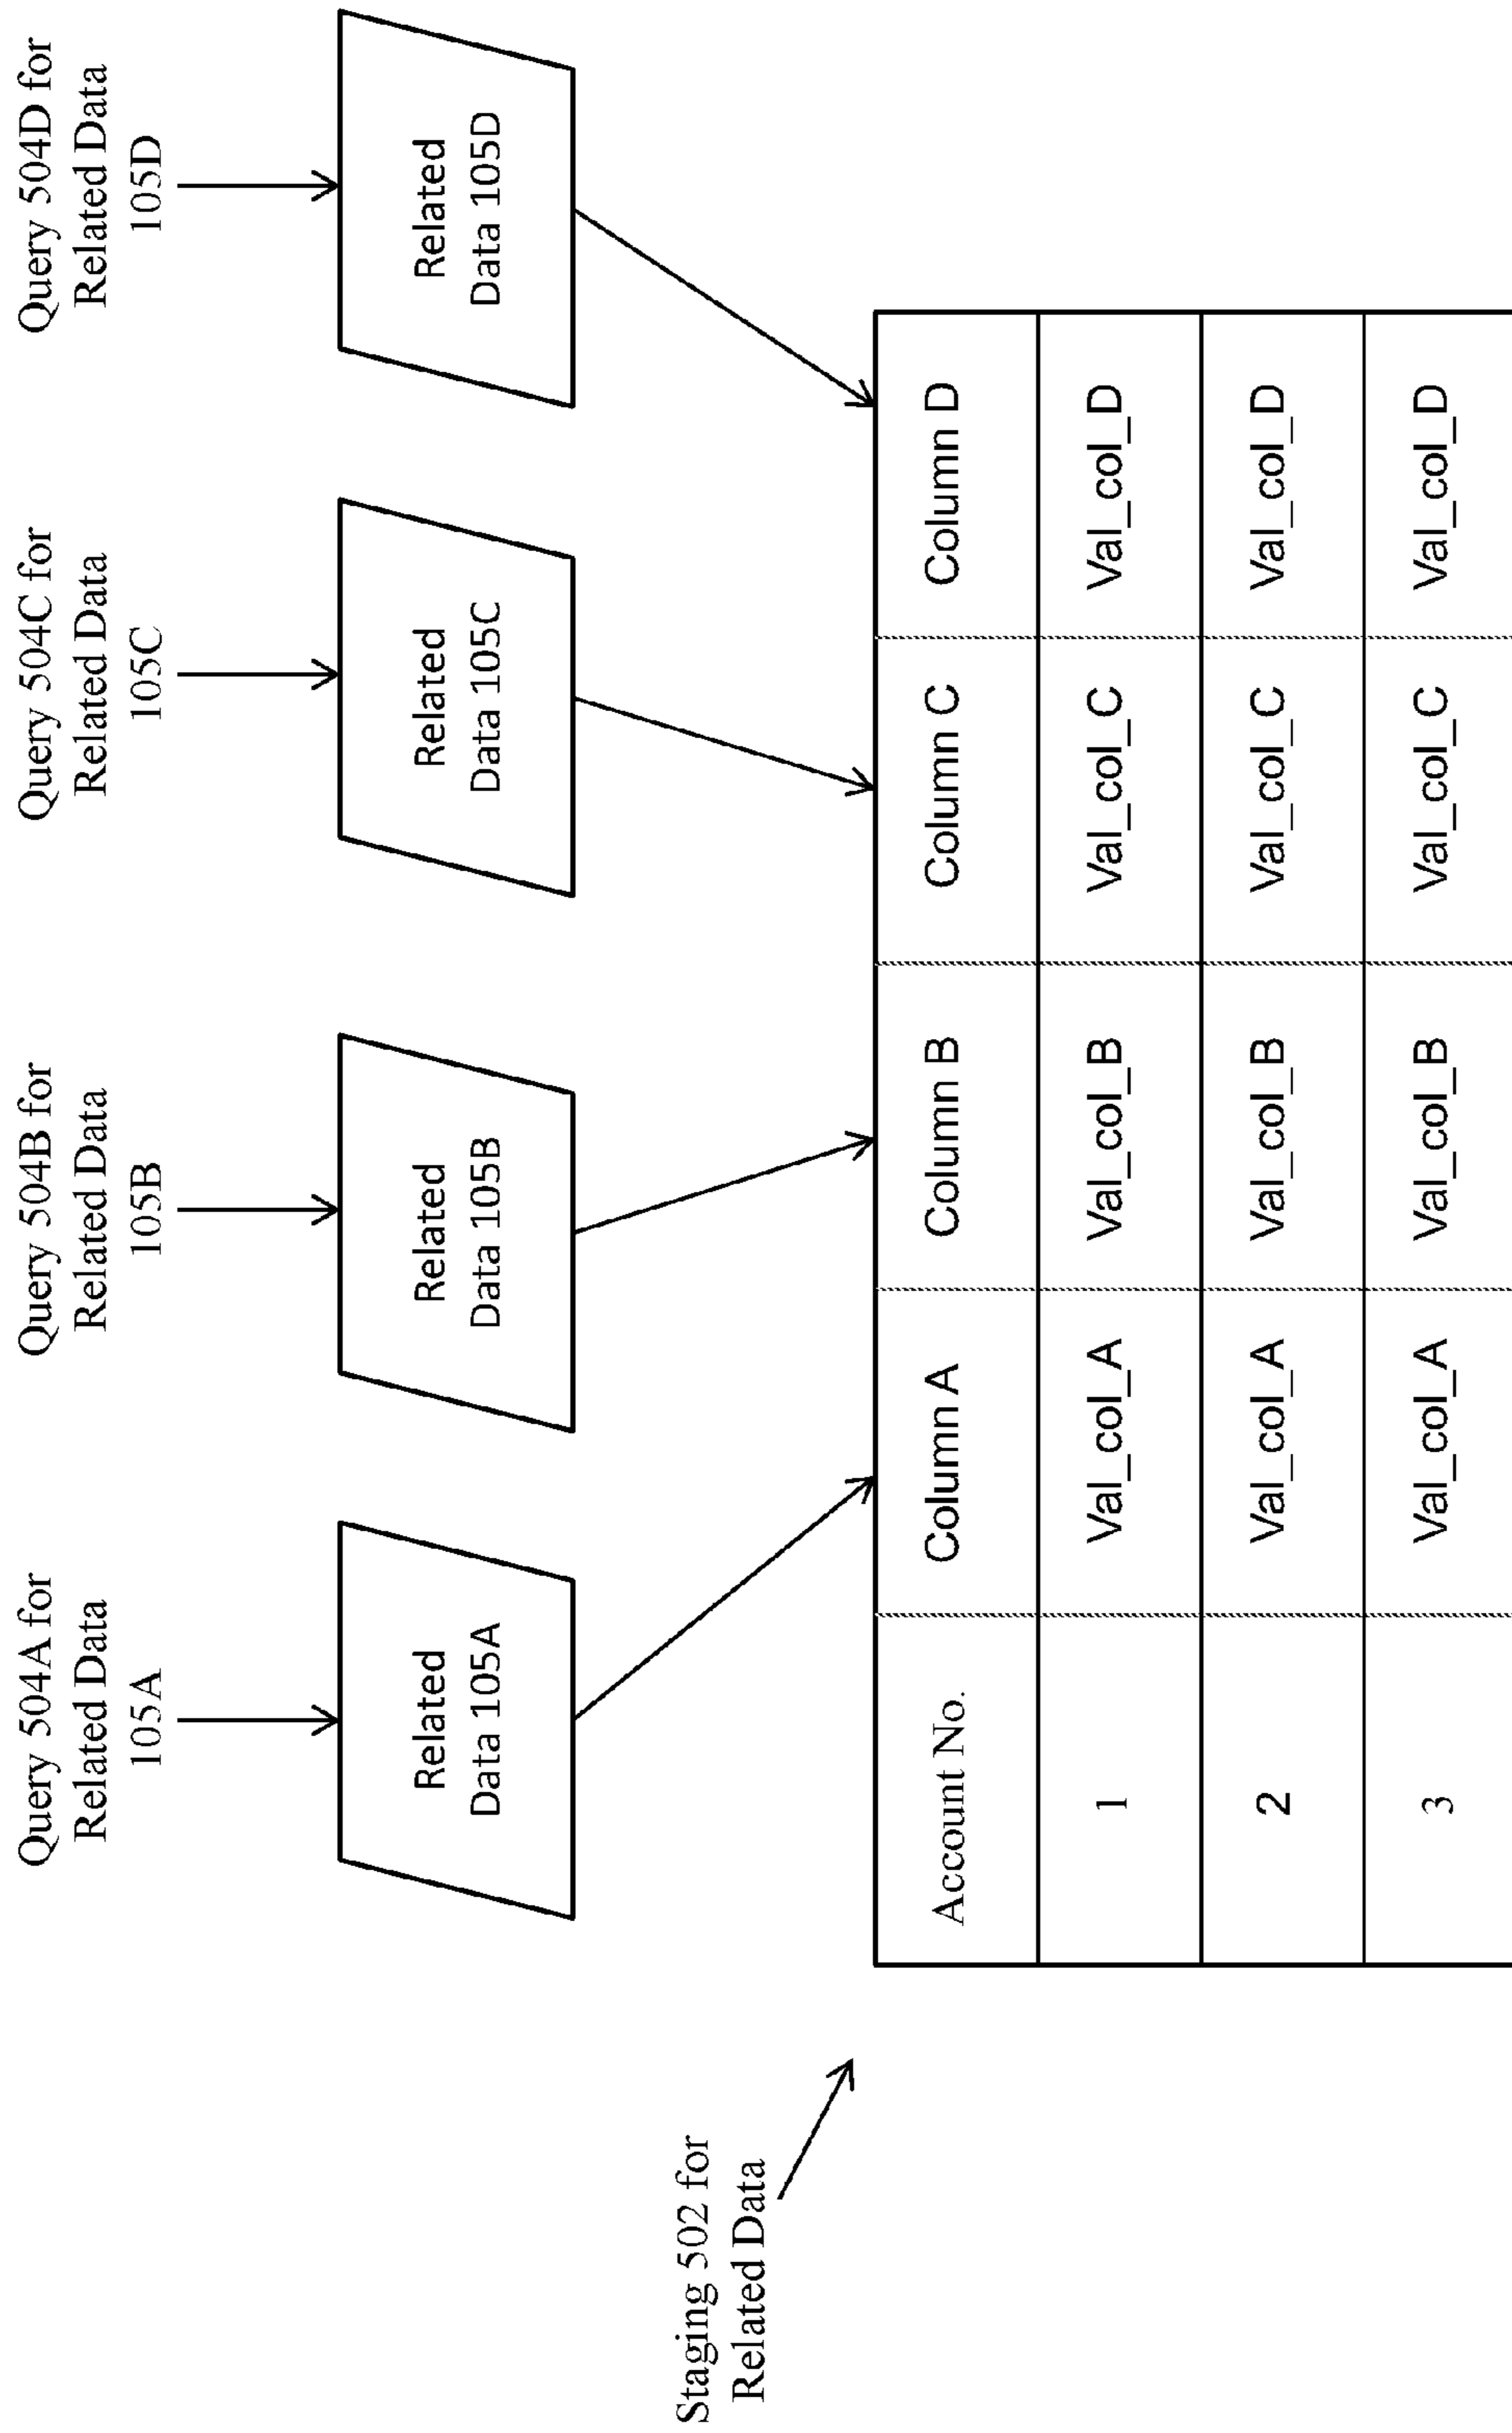 Query 504A for
Related Data
105A
Query 504B for
Related Data
105B
Query 504C for
Related Data
105C
Query 504D for
Related Data
105D
Related
Data 105A
Related
Data 105B
Related
Data 105C
Related
Data 105D
Staging 502 for
Related Data
Account No.
Column A
Column B
Column C
Column D
1
Val_col_A
Val_col_B
Val_col_C
Val_col_D
2
Val_col_A
Val_col_B
Val_col_C
Val_col_D
3
Val_col_A
Val_col_B
Val_col_C
Val_col_D